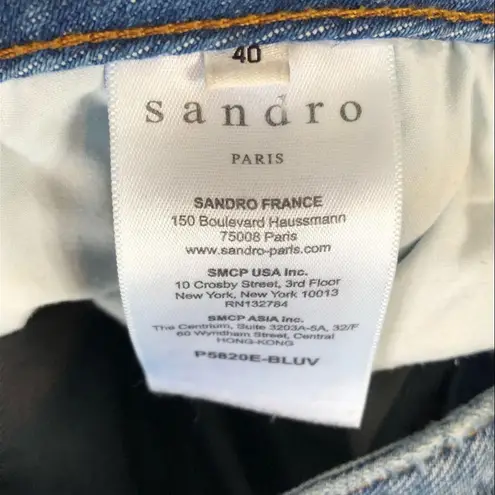 40
sandro
PARIS
SANDRO FRANCE
150 Boulevard Haussmann
75008 Paris
www.sandro-paris.com
SMCP USA Inc.
10 Crosby Street, 3rd Floor
New York, New York 10013
RN132784
SMCP ASIA Inc.
The Centrium, Suite 3203A-5A, 32/F
60 Wyndham Street, Central
HONG-KONG
P5820E-BLUV